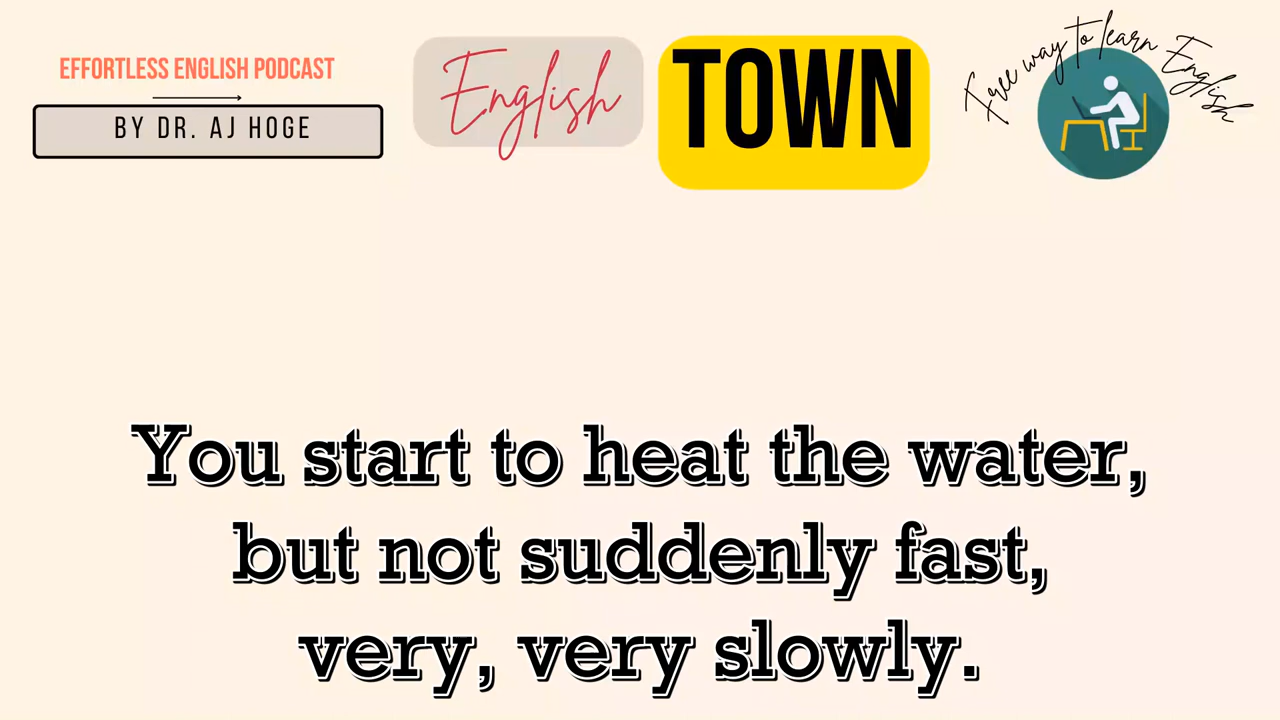 EFFORTLESS ENGLISH PODCAST
BY DR. AJ HOGE
English
TOWN
Free way to learn English
You start to heat the water,
but not suddenly fast,
very, very slowly.